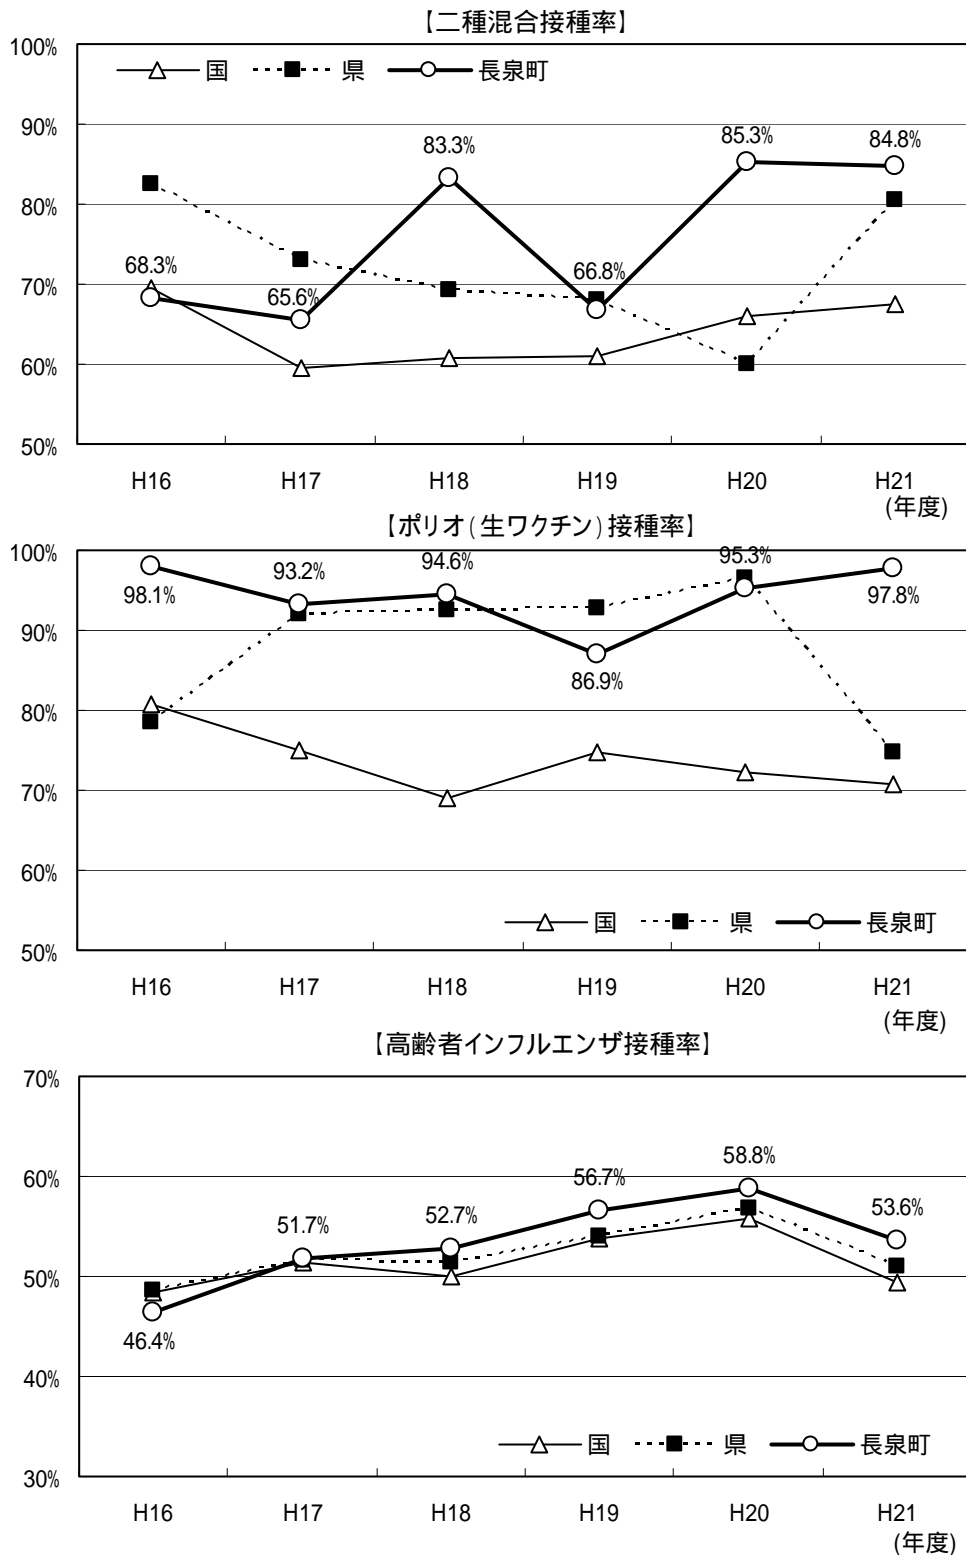 【二種混合接種率】
100%
国 県 長泉町
90%
83.3% 85.3% 84.8%
80%
68.3%
70%
65.6% 66.8%
60%
50%
H16 H17 H18 H19 H20 H21
(年度)
【ポリオ(生ワクチン)接種率】
100%
98.1% 93.2% 94.6% 95.3% 97.8%
90%
86.9%
80%
70%
60%
国 県 長泉町
50%
H16 H17 H18 H19 H20 H21
(年度)
【高齢者インフルエンザ接種率】
70%
60%
51.7% 52.7% 56.7% 58.8% 53.6%
50%
46.4%
40%
国 県 長泉町
30%
H16 H17 H18 H19 H20 H21
(年度)